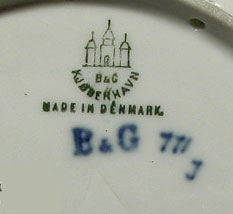 B&G
KJØBENHAVN
MADE IN DENMARK.
B&G 771
J